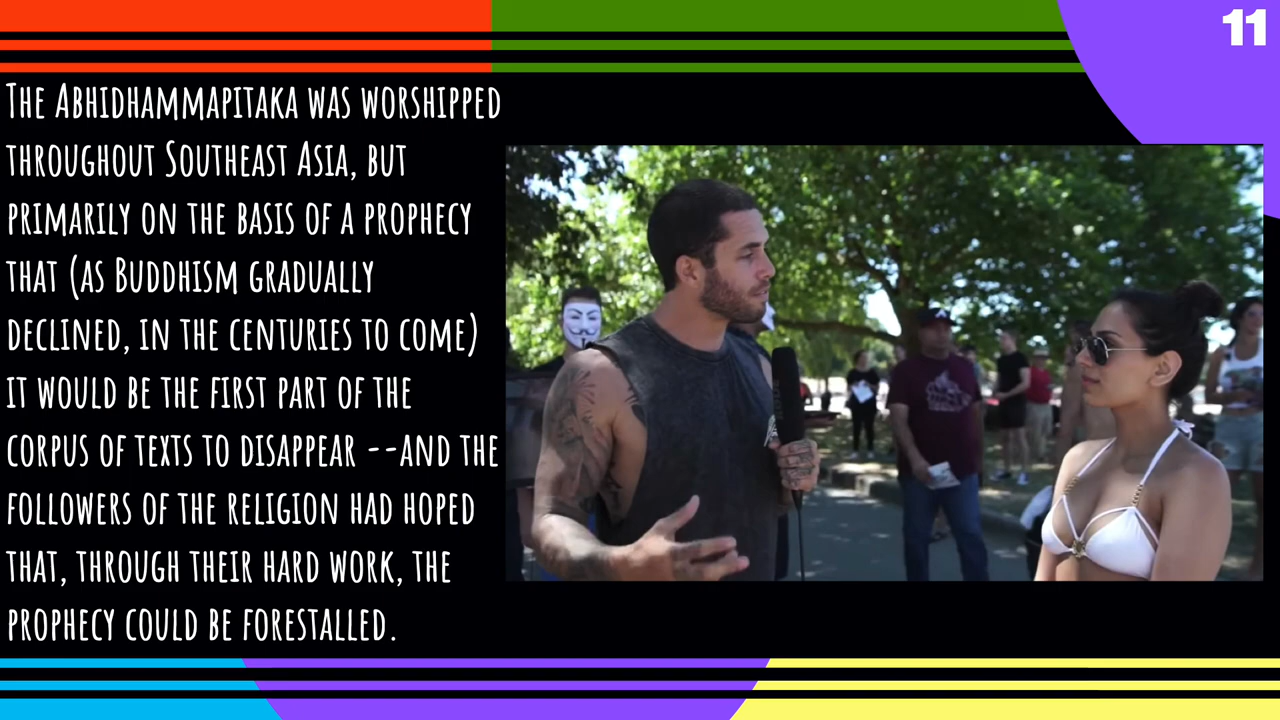 11
The Abhidhammapitaka was worshipped
throughout Southeast Asia, but
primarily on the basis of a prophecy
that (as Buddhism gradually
declined, in the centuries to come)
it would be the first part of the
corpus of texts to disappear --and the
followers of the religion had hoped
that, through their hard work, the
prophecy could be forestalled.